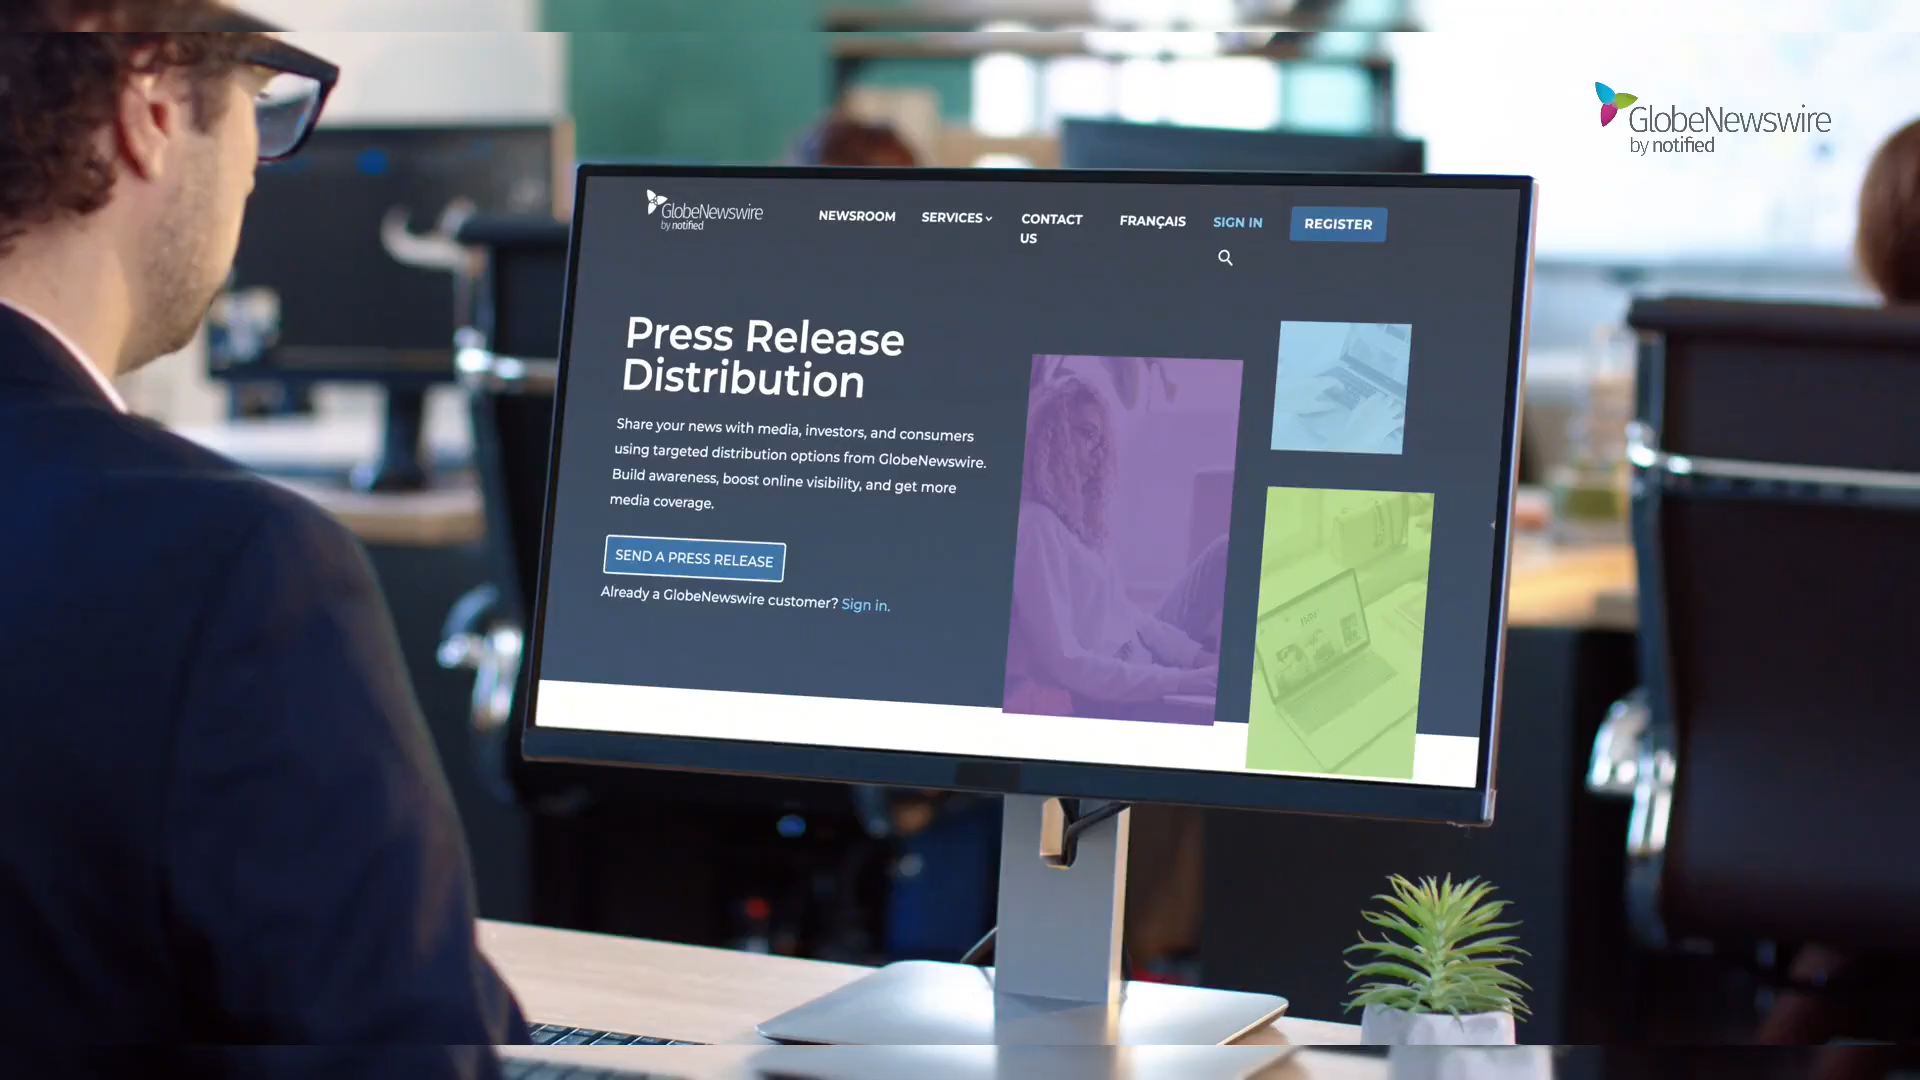 GlobeNewswire
by notified
GlobeNewswire
by notified
NEWSROOM
SERVICES
CONTACT
US
FRANÇAIS
SIGN IN
REGISTER
Press Release
Distribution
Share your news with media, investors, and consumers
using targeted distribution options from GlobeNewswire.
Build awareness, boost online visibility, and get more
media coverage.
SEND A PRESS RELEASE
Already a GlobeNewswire customer? Sign in.